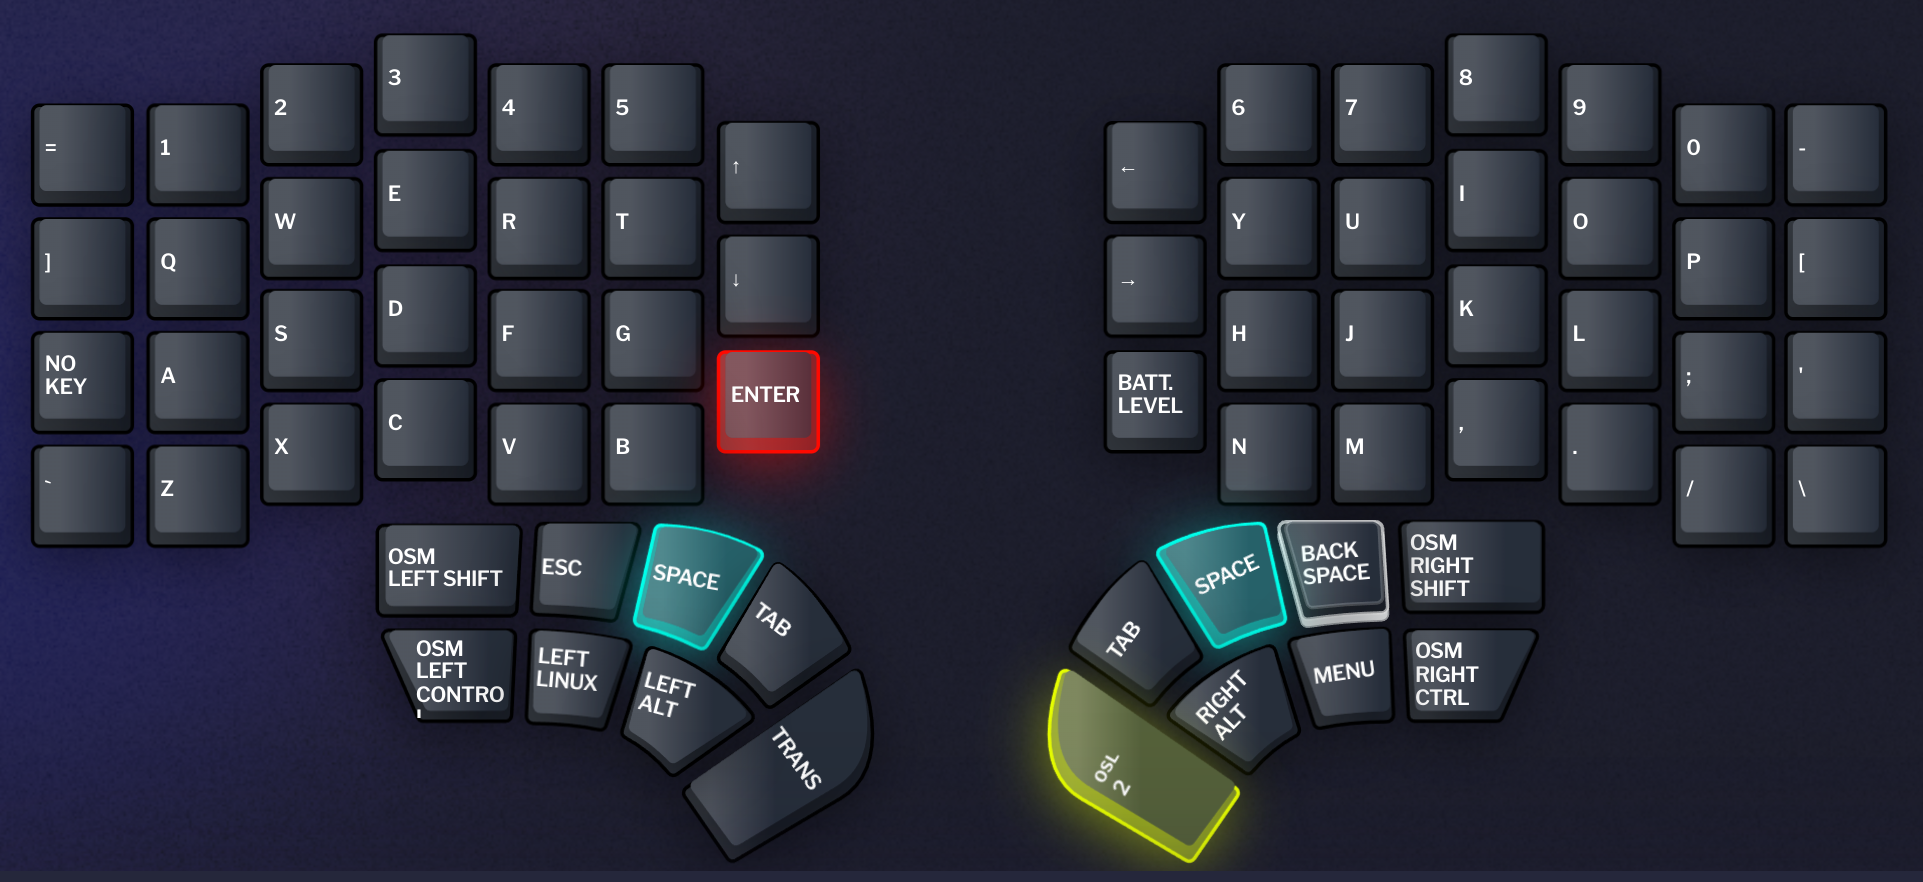 =
1
2
3
4
5
↑
]
Q
W
E
R
T
↓
NO
KEY
A
S
D
F
G
ENTER
`
Z
X
C
V
B
OSM
LEFT SHIFT
ESC
SPACE
TAB
OSM
LEFT
CONTRO
l
LEFT
LINUX
LEFT
ALT
TRANS
←
6
7
8
9
0
-
→
Y
U
I
O
P
[
BATT.
LEVEL
H
J
K
L
;
'
N
M
,
.
/
\
TAB
SPACE
BACK
SPACE
OSM
RIGHT
SHIFT
OSL
2
RIGHT
ALT
MENU
OSM
RIGHT
CTRL